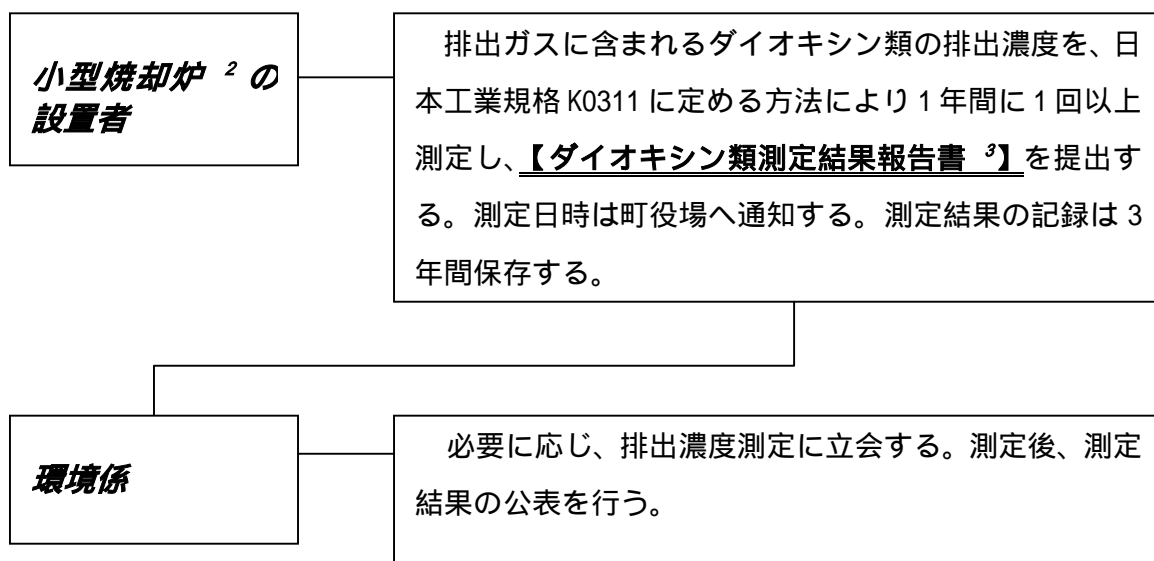 小型焼却炉 2 の
設置者
排出ガスに含まれるダイオキシン類の排出濃度を、日
本工業規格 K0311 に定める方法により 1 年間に 1 回以上
測定し、【ダイオキシン類測定結果報告書 3】を提出す
る。測定日時は町役場へ通知する。測定結果の記録は 3
年間保存する。
環境係
必要に応じ、排出濃度測定に立会する。測定後、測定
結果の公表を行う。